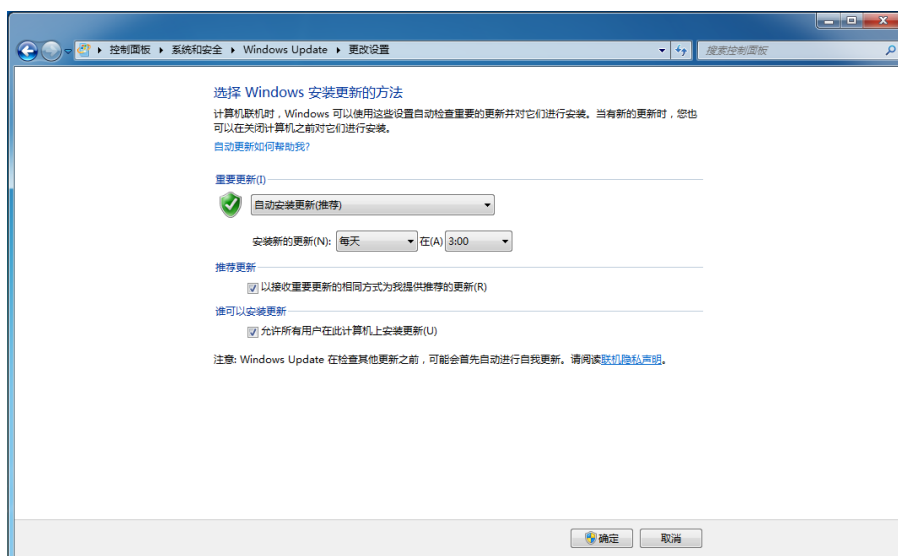 控制面板 ▸ 系统和安全 ▸ Windows Update ▸ 更改设置
搜索控制面板
选择 Windows 安装更新的方法
计算机联机时，Windows 可以使用这些设置自动检查重要的更新并对它们进行安装。当有新的更新时，您也
可以在关闭计算机之前对它们进行安装。
自动更新如何帮助我?
重要更新(I)
自动安装更新(推荐)
安装新的更新(N): 每天 在(A) 3:00
推荐更新
以接收重要更新的相同方式为我提供推荐的更新(R)
谁可以安装更新
允许所有用户在此计算机上安装更新(U)
注意: Windows Update 在检查其他更新之前，可能会首先自动进行自我更新。请阅读联机隐私声明。
确定 取消